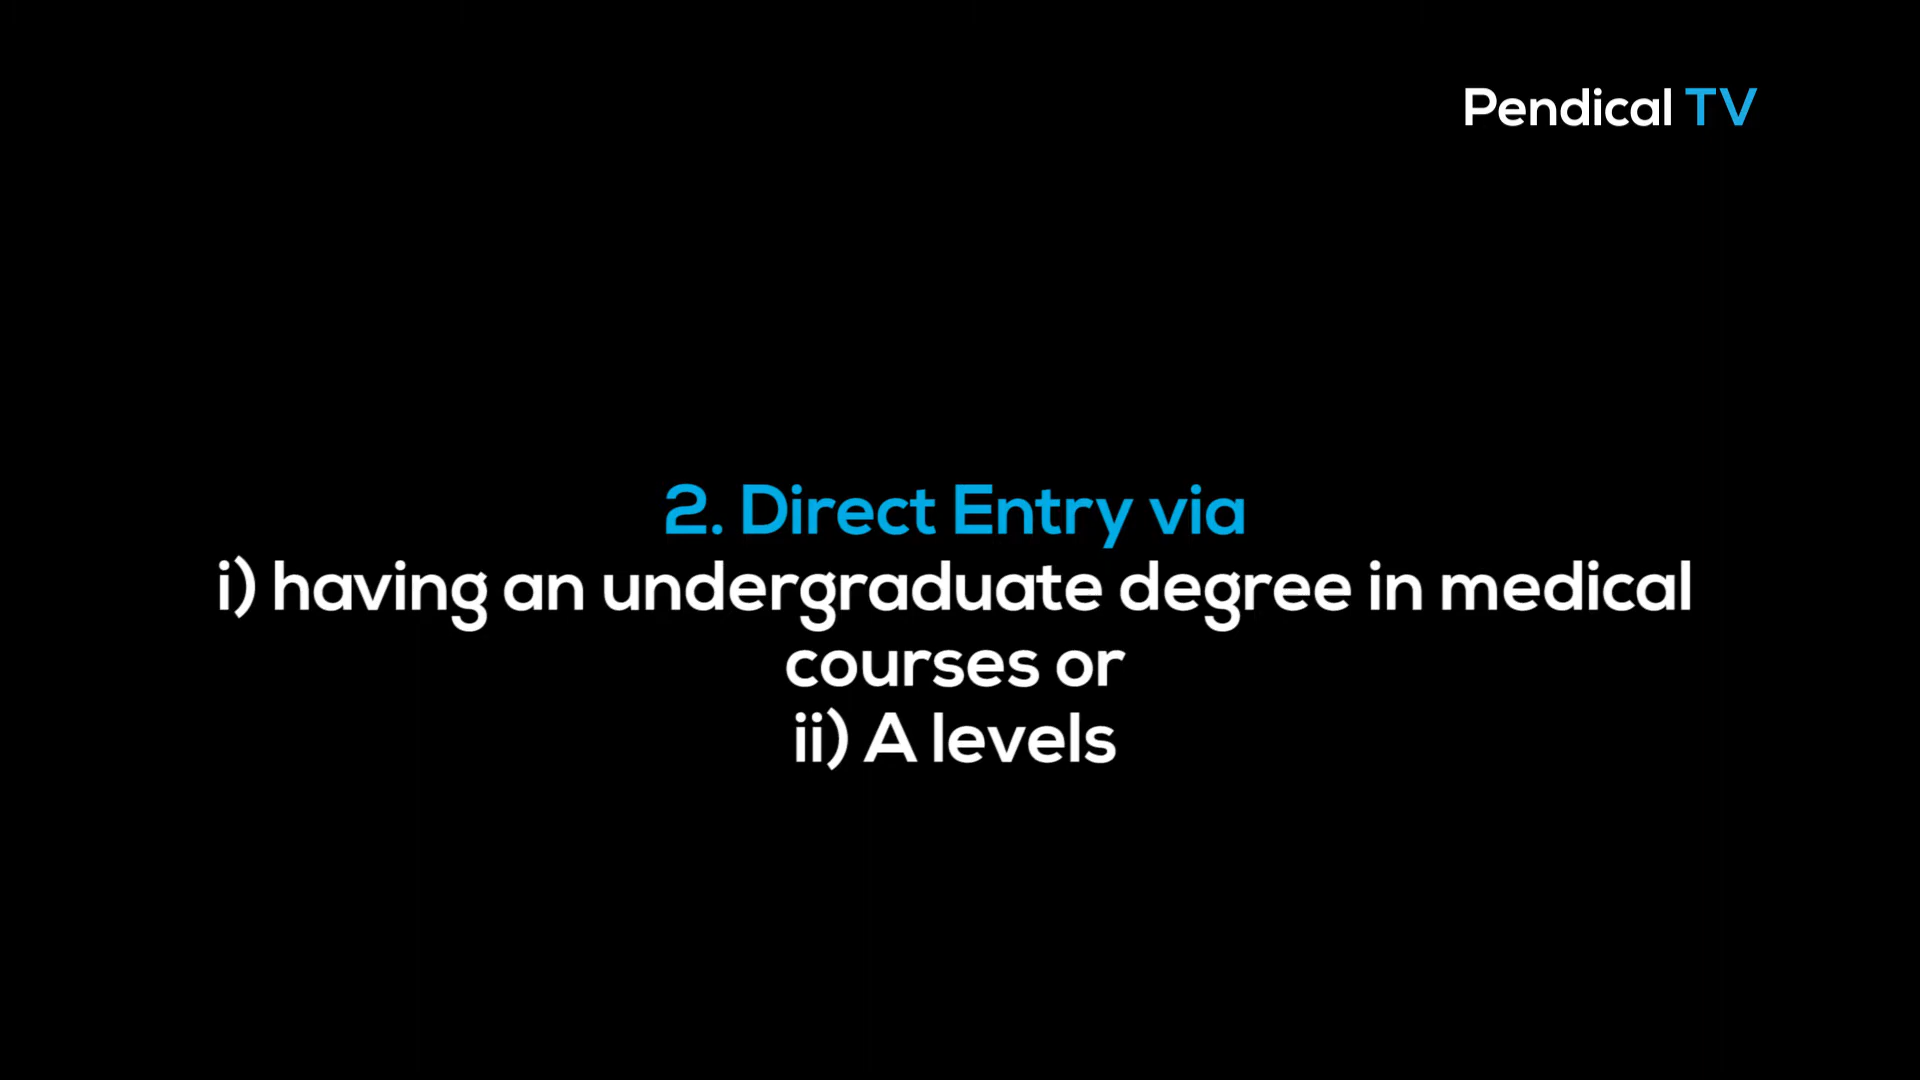 Pendical TV
2. Direct Entry via
i) having an undergraduate degree in medical
courses or
ii) A levels